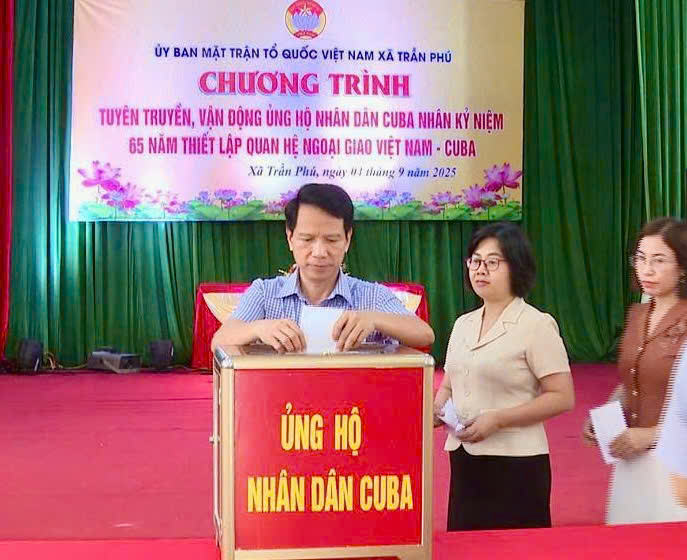 ỦY BAN MẶT TRẬN TỔ QUỐC VIỆT NAM XÃ TRẦN PHÚ
CHƯƠNG TRÌNH
TUYÊN TRUYỀN, VẬN ĐỘNG ỦNG HỘ NHÂN DÂN CUBA NHÂN KỶ NIỆM
65 NĂM THIẾT LẬP QUAN HỆ NGOẠI GIAO VIỆT NAM - CUBA
Xã Trần Phú, ngày 04 tháng 9 năm 2025
ỦNG HỘ
NHÂN DÂN CUBA